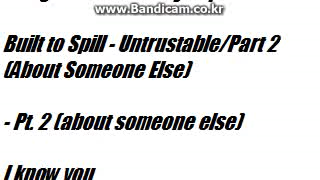 www.Bandicam.co.kr
Built to Spill - Untrustable/Part 2
(About Someone Else)
- Pt. 2 (about someone else)
I know you